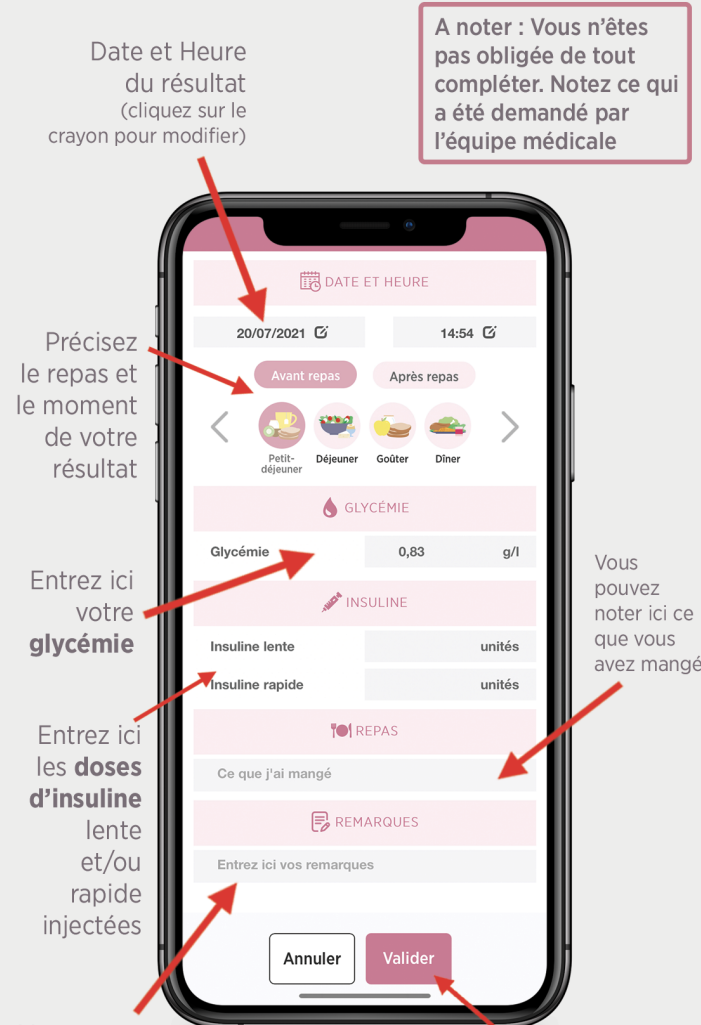 A noter : Vous n’êtes
pas obligée de tout
compléter. Notez ce qui
a été demandé par
l’équipe médicale
Date et Heure
du résultat
(cliquez sur le
crayon pour modifier)
DATE ET HEURE
20/07/2021
14:54
Précisez
le repas et
le moment
de votre
résultat
Avant repas
Après repas
Petit-
déjeuner
Déjeuner
Goûter
Dîner
GLYCÉMIE
Glycémie
0,83
g/l
Entrez ici
votre
glycémie
INSULINE
Insuline lente
unités
Insuline rapide
unités
Vous
pouvez
noter ici ce
que vous
avez mangé
Entrez ici
les doses
d’insuline
lente
et/ou
rapide
injectées
REPAS
Ce que j'ai mangé
REMARQUES
Entrez ici vos remarques
Annuler
Valider